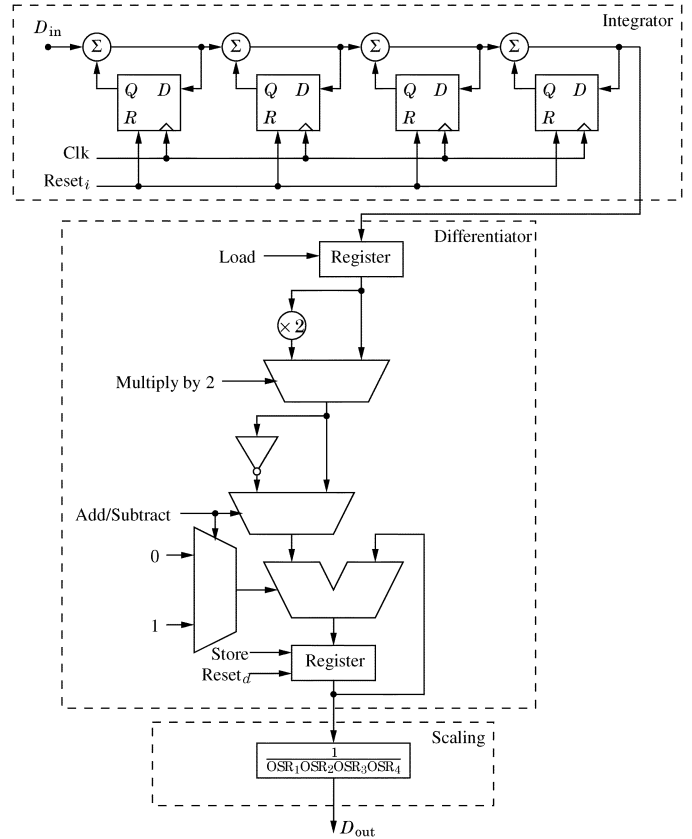 Integrator
D_in
Σ Σ Σ Σ
Q D Q D Q D Q D
R R R R
Clk
Reset_i
Differentiator
Load
Register
× 2
Multiply by 2
Add/Subtract
0
1
Store
Register
Reset_d
Scaling
1
OSR₁OSR₂OSR₃OSR₄
D_out